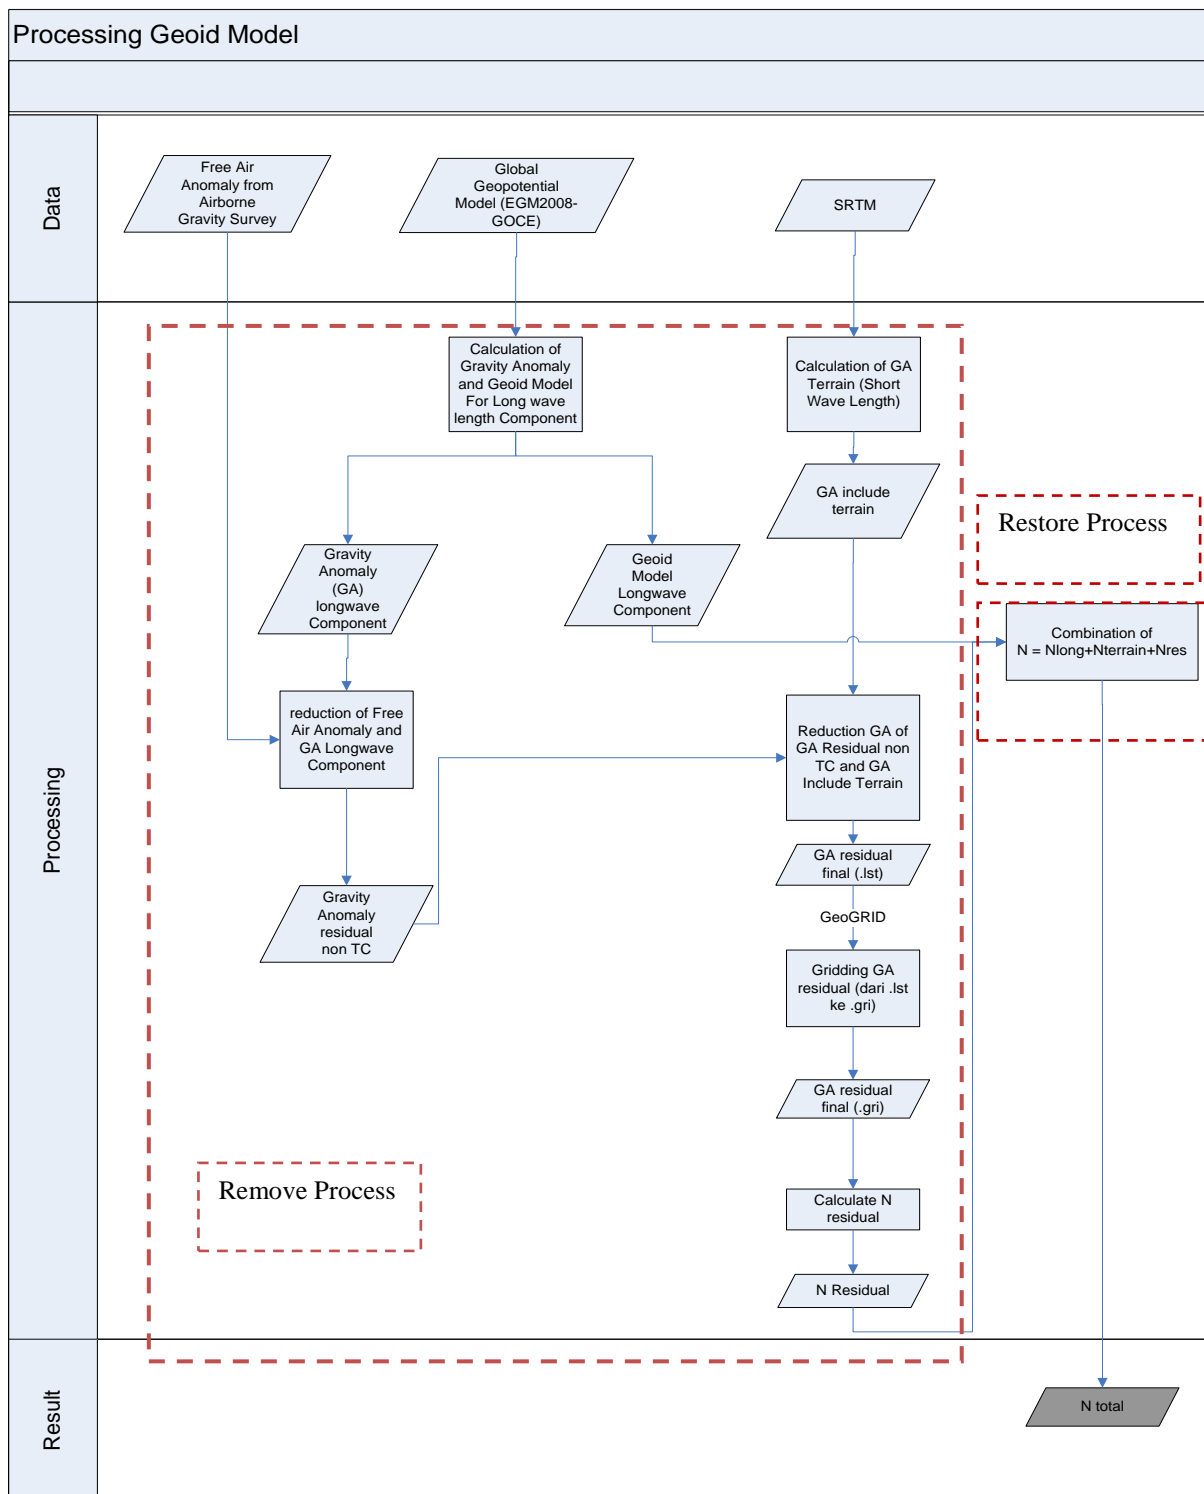 Processing Geoid Model
Data
Free Air
Anomaly from
Airborne
Gravity Survey
Global
Geopotential
Model (EGM2008-
GOCE)
SRTM
Processing
Calculation of
Gravity Anomaly
and Geoid Model
For Long wave
length Component
Calculation of GA
Terrain (Short
Wave Length)
GA include
terrain
Restore Process
Gravity
Anomaly
(GA)
longwave
Component
Geoid
Model
Longwave
Component
Combination of
N = Nlong+Nterrain+Nres
reduction of Free
Air Anomaly and
GA Longwave
Component
Reduction GA of
GA Residual non
TC and GA
Include Terrain
GA residual
final (.lst)
Gravity
Anomaly
residual
non TC
GeoGRID
Gridding GA
residual (dari .lst
ke .gri)
GA residual
final (.gri)
Remove Process
Calculate N
residual
N Residual
Result
N total